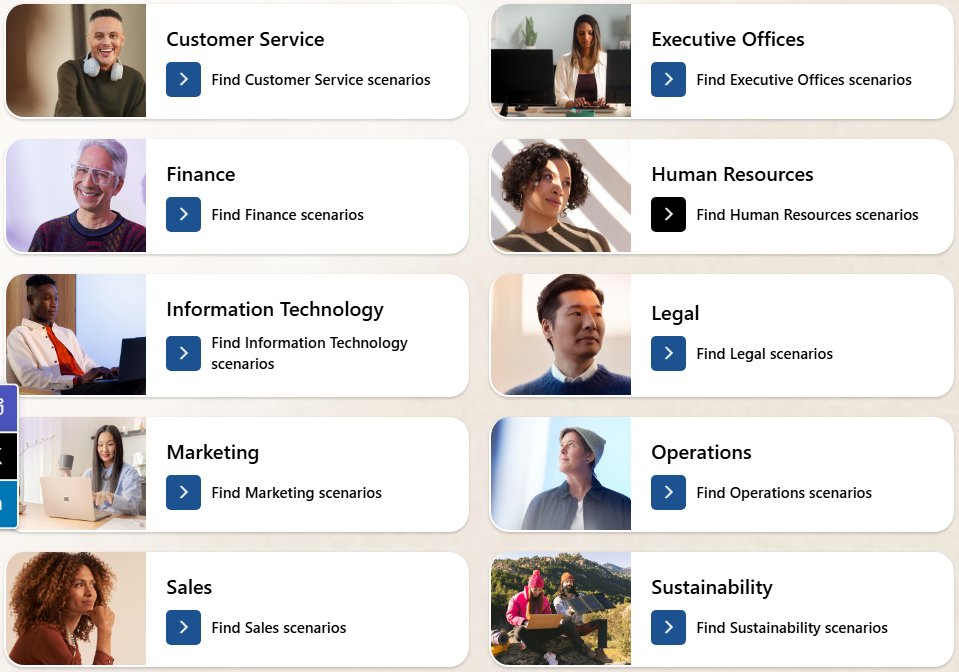 Customer Service
Find Customer Service scenarios
Executive Offices
Find Executive Offices scenarios
Finance
Find Finance scenarios
Human Resources
Find Human Resources scenarios
Information Technology
Find Information Technology
scenarios
Legal
Find Legal scenarios
Marketing
Find Marketing scenarios
Operations
Find Operations scenarios
Sales
Find Sales scenarios
Sustainability
Find Sustainability scenarios